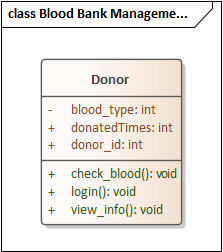 class Blood Bank Manageme...
Donor
- blood_type: int
+ donatedTimes: int
+ donor_id: int
+ check_blood(): void
+ login(): void
+ view_info(): void